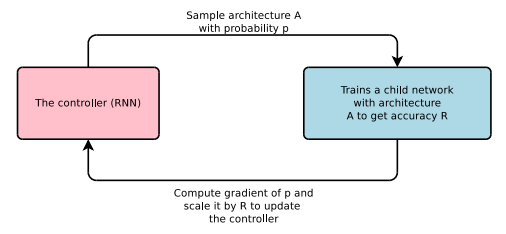 Sample architecture A
with probability p
The controller (RNN)
Trains a child network
with architecture
A to get accuracy R
Compute gradient of p and
scale it by R to update
the controller